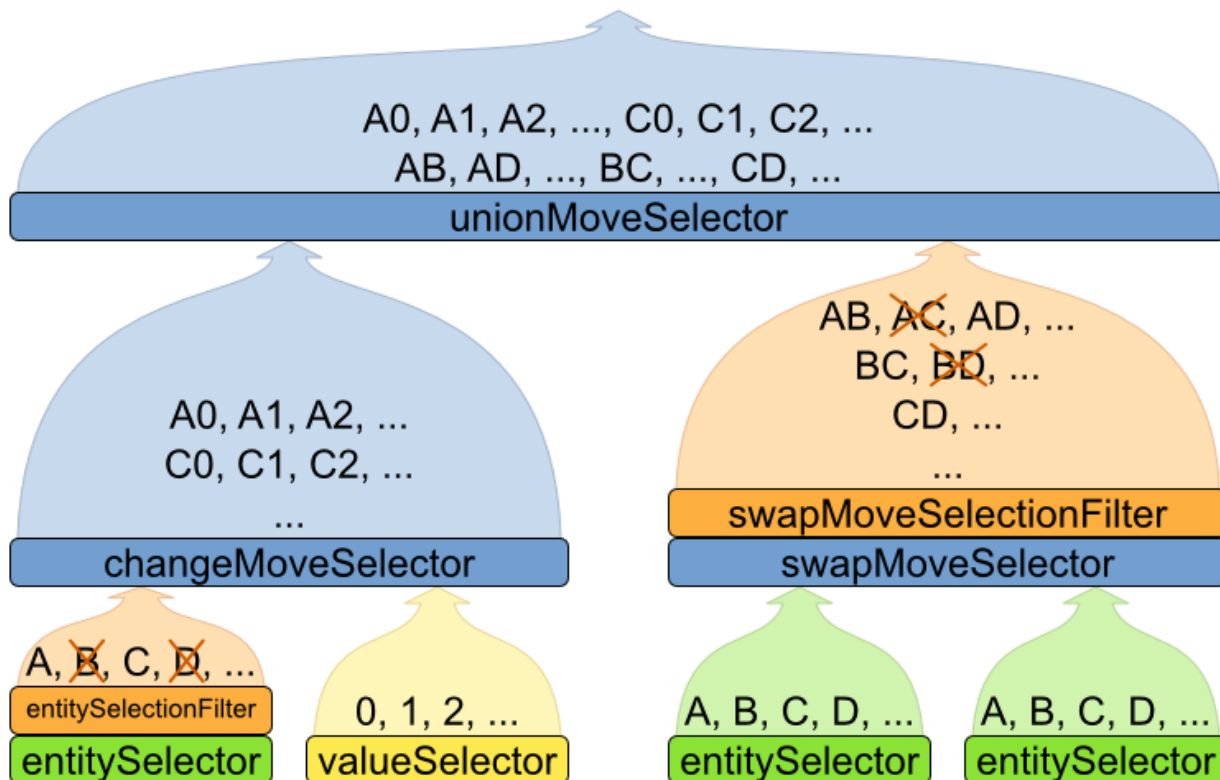 A0, A1, A2, ..., C0, C1, C2, ...
AB, AD, ..., BC, ..., CD, ...
unionMoveSelector
A0, A1, A2, ...
C0, C1, C2, ...
...
changeMoveSelector
AB, AC, AD, ...
BC, BD, ...
CD, ...
...
swapMoveSelectionFilter
swapMoveSelector
A, B, C, D, ...
entitySelectionFilter
entitySelector
0, 1, 2, ...
valueSelector
A, B, C, D, ...
entitySelector
A, B, C, D, ...
entitySelector